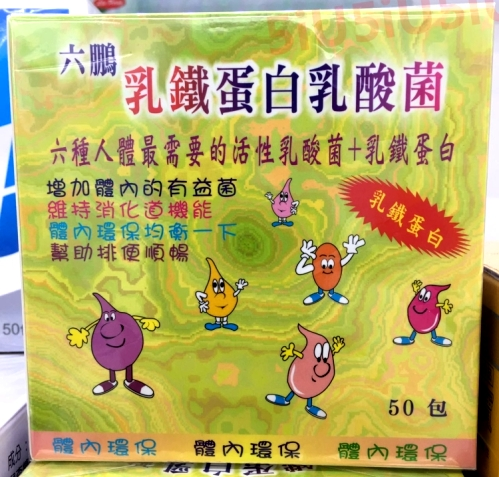 六鵬
乳鐵蛋白乳酸菌
六種人體最需要的活性乳酸菌+乳鐵蛋白
增加體內的有益菌
維持消化道機能
體內環保均衡一下
幫助排便順暢
乳鐵蛋白
50 包
體內環保 體內環保 體內環保